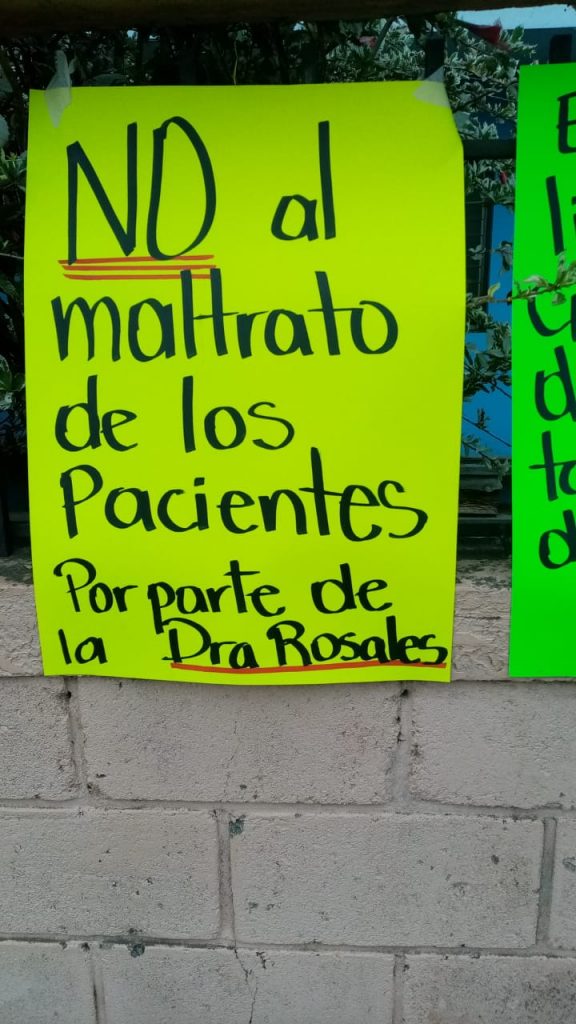 NO al
maltrato
de los
Pacientes
Por parte de
la Dra Rosales